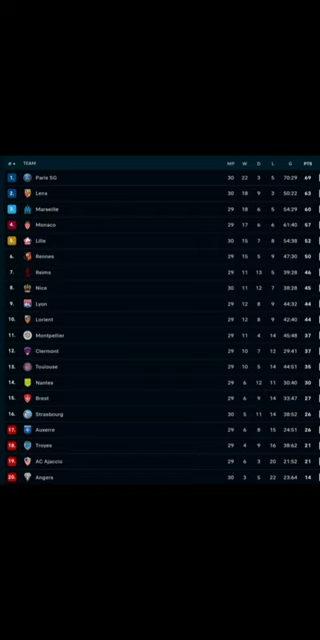 # TEAM MP W D L G PTS
1. Paris SG 30 22 3 5 70:29 69
2. Lens 30 18 9 3 50:22 63
3. Marseille 30 18 6 5 54:29 60
4. Monaco 29 17 6 6 61:40 57
5. Lille 30 15 7 8 54:38 52
6. Rennes 29 15 5 9 47:30 50
7. Reims 29 11 13 5 39:28 46
8. Nice 30 11 12 7 38:28 45
9. Lyon 29 12 8 9 44:32 44
10. Lorient 29 12 8 9 42:40 44
11. Montpellier 29 11 4 14 45:48 37
12. Clermont 29 10 7 12 29:41 37
13. Toulouse 29 10 5 14 44:51 35
14. Nantes 29 6 12 11 30:40 30
15. Brest 29 6 9 14 33:47 27
16. Strasbourg 30 5 11 14 38:52 26
17. Auxerre 29 6 8 15 24:51 26
18. Troyes 29 4 9 16 38:62 21
19. AC Ajaccio 29 6 3 20 21:52 21
20. Angers 30 3 5 22 23:64 14